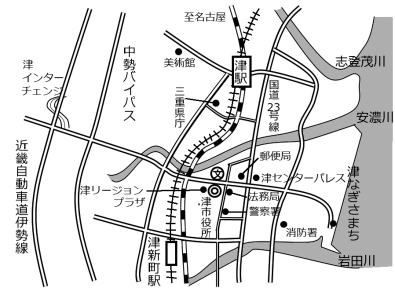 至名古屋
美術館
津駅
志登茂川
津
インター
チェンジ
中勢バイパス
三重県庁
国道23号線
安濃川
近畿自動車道伊勢線
文
郵便局
津センターパレス
津リージョン
プラザ
津市役所
法務局
警察署
津なぎさまち
津新町駅
消防署
岩田川